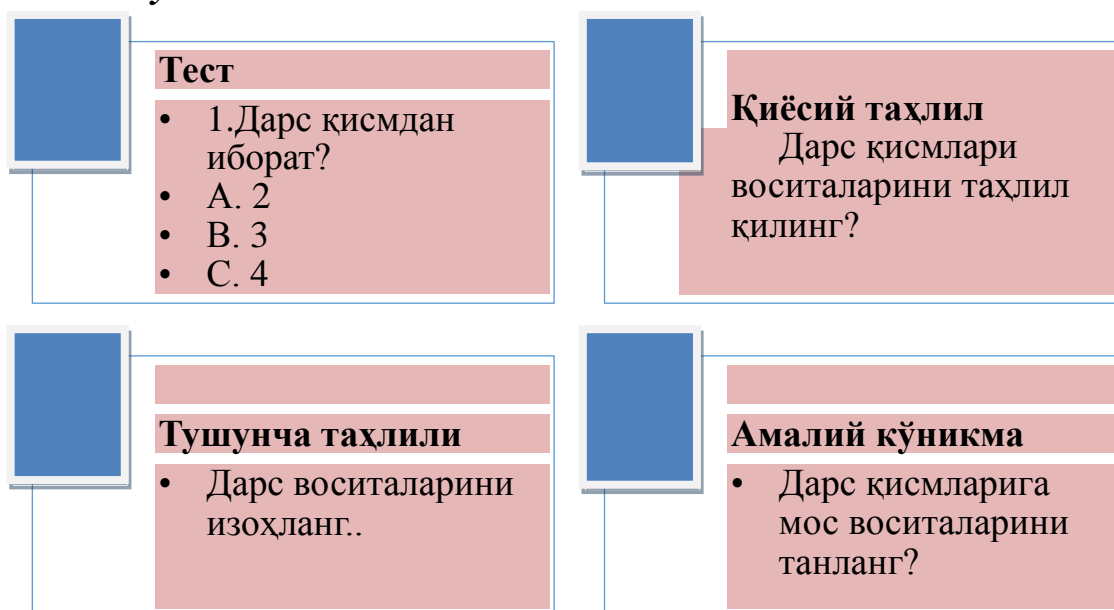 Тест
• 1.Дарс қисмдан
иборат?
• А. 2
• В. 3
• С. 4
Қиёсий таҳлил
Дарс қисмлари
воситаларини таҳлил
қилинг?
Тушунча таҳлили
• Дарс воситаларини
изоҳланг..
Амалий кўникма
• Дарс қисмларига
мос воситаларини
танланг?